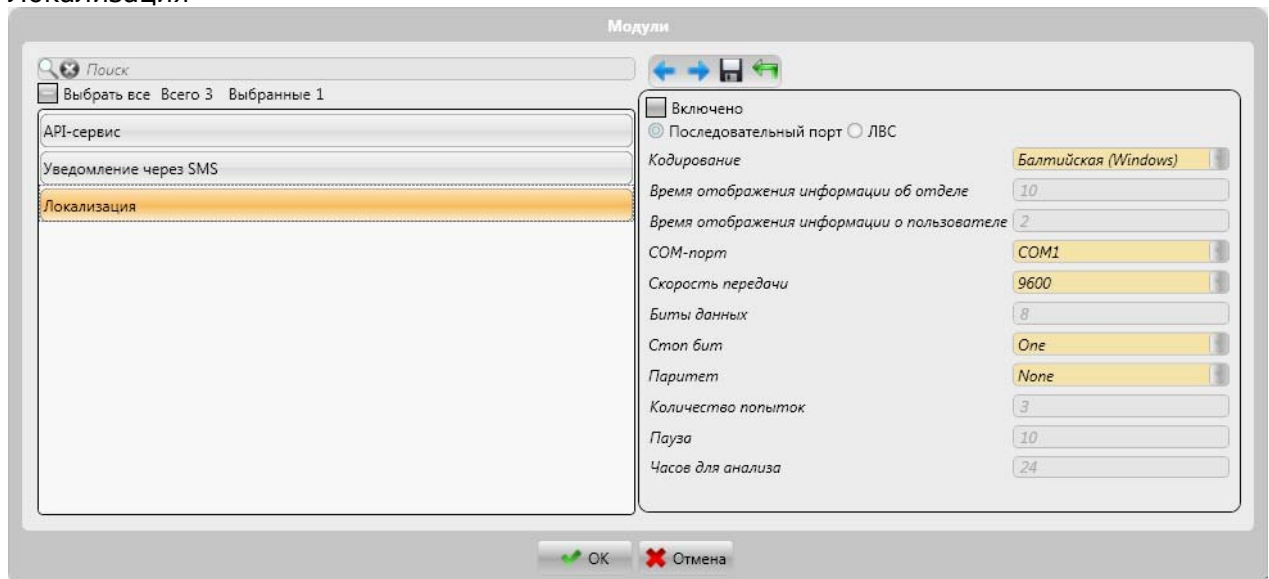 Локализация
Модули
Поиск
Выбрать все Всего 3 Выбранные 1
API-сервис
Уведомление через SMS
Локализация
Включено
Последовательный порт ЛВС
Кодирование Балтийская (Windows)
Время отображения информации об отделе 10
Время отображения информации о пользователе 2
COM-порт COM1
Скорость передачи 9600
Биты данных 8
Стоп бит One
Паритет None
Количество попыток 3
Пауза 10
Часов для анализа 24
OK Отмена